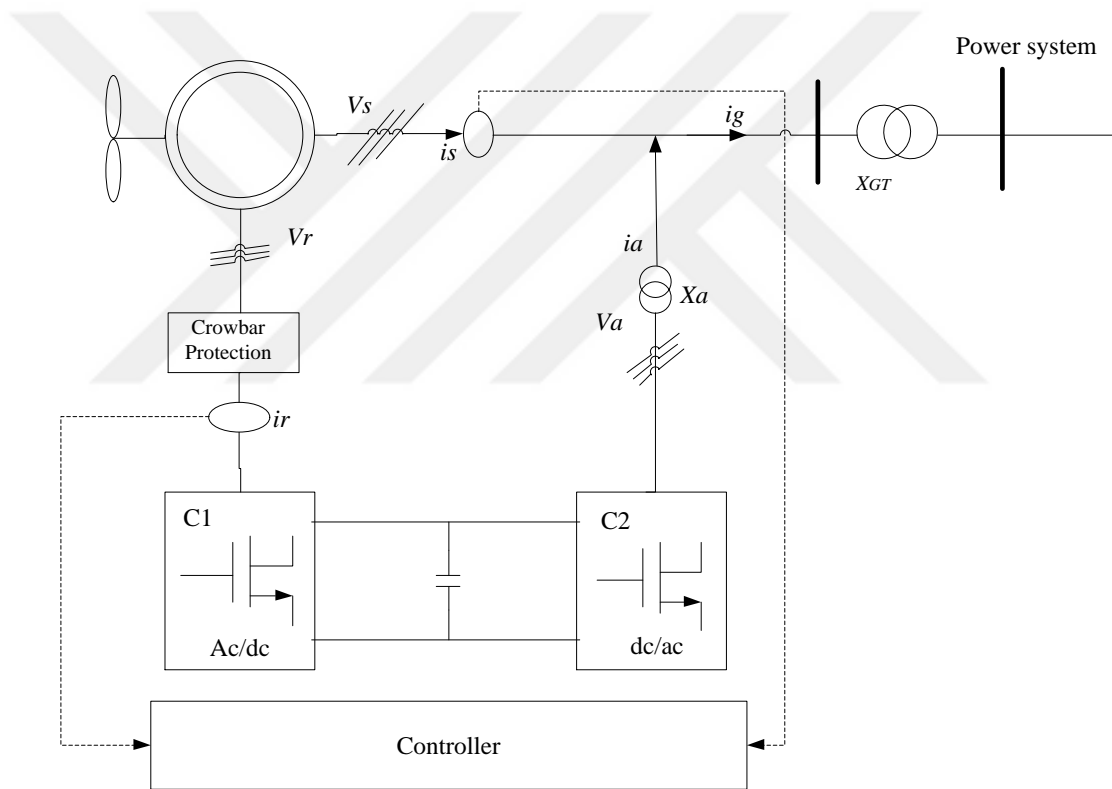 Power system
Vs
is
ig
XGT
Vr
ia
Xa
Va
Crowbar
Protection
ir
C1
C2
Ac/dc
dc/ac
Controller